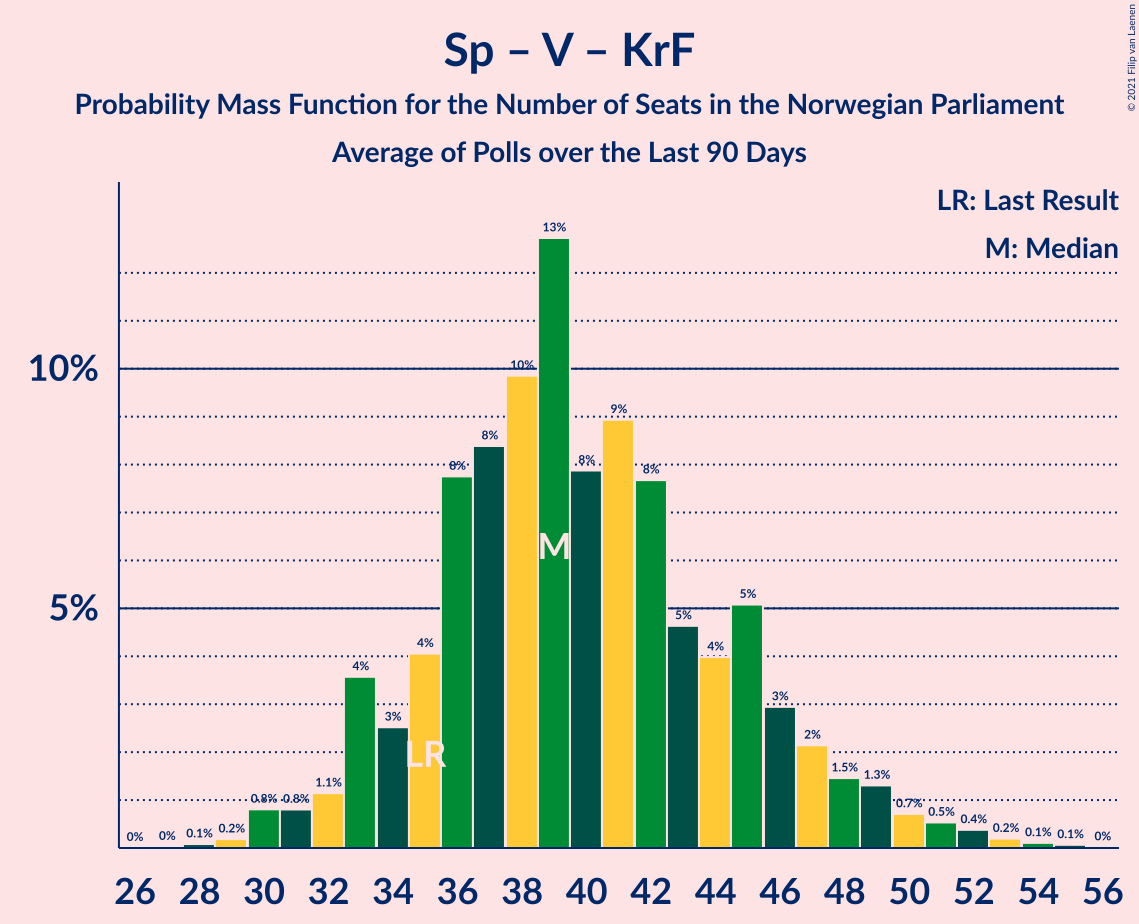 Sp – V – KrF
Probability Mass Function for the Number of Seats in the Norwegian Parliament
Average of Polls over the Last 90 Days
© 2021 Filip van Laenen
LR: Last Result
M: Median
10%
5%
0% 0% 0.1% 0.2% 0.8% 0.8% 1.1% 4% 3% 4% 8% 8% 10% 13% 8% 9% 8% 5% 4% 5% 3% 2% 1.5% 1.3% 0.7% 0.5% 0.4% 0.2% 0.1% 0.1% 0%
M
LR
26 28 30 32 34 36 38 40 42 44 46 48 50 52 54 56